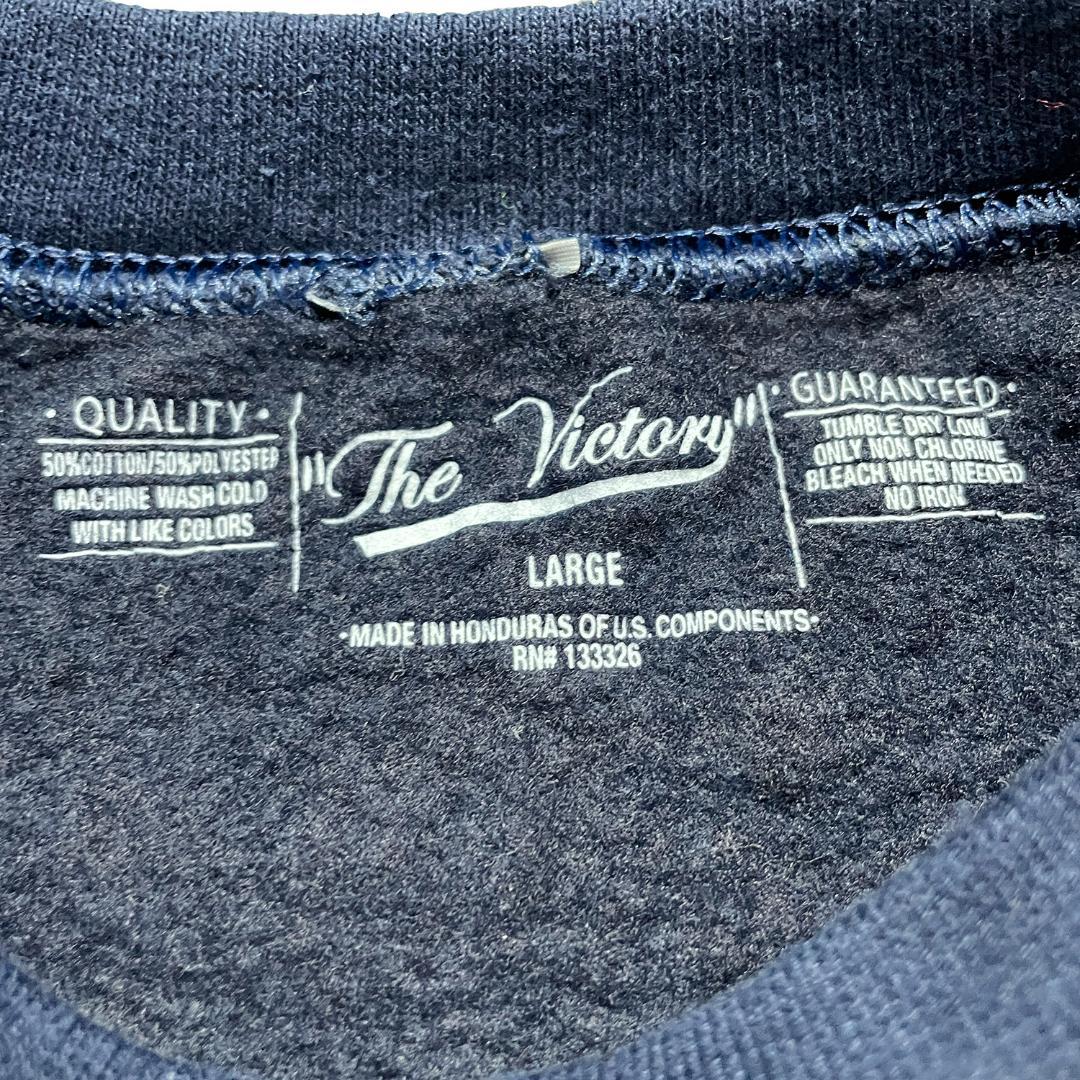 · QUALITY ·
50%COTTON/50%POLYESTER
MACHINE WASH COLD
WITH LIKE COLORS
"The Victory"
LARGE
· GUARANTEED ·
TUMBLE DRY LOW
ONLY NON CHLORINE
BLEACH WHEN NEEDED
NO IRON
·MADE IN HONDURAS OF U.S. COMPONENTS·
RN# 133326